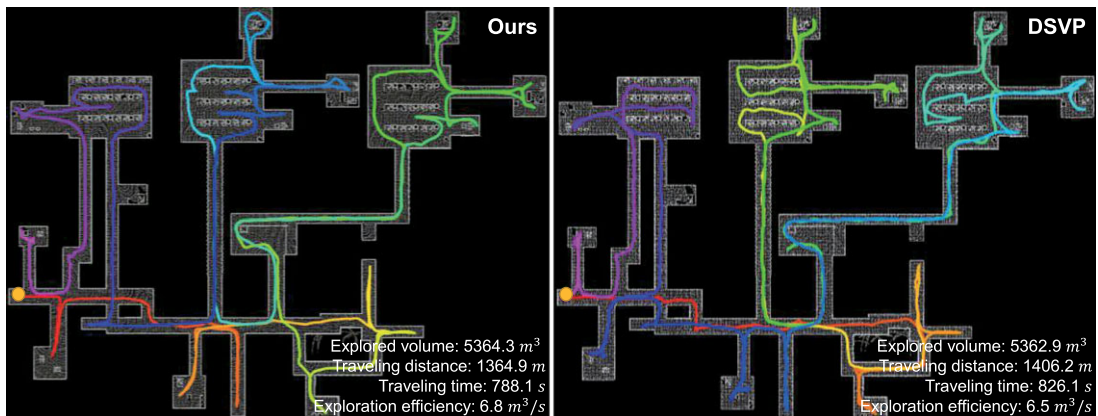 Ours
Explored volume: 5364.3 m³
Traveling distance: 1364.9 m
Traveling time: 788.1 s
Exploration efficiency: 6.8 m³/s
DSVP
Explored volume: 5362.9 m³
Traveling distance: 1406.2 m
Traveling time: 826.1 s
Exploration efficiency: 6.5 m³/s